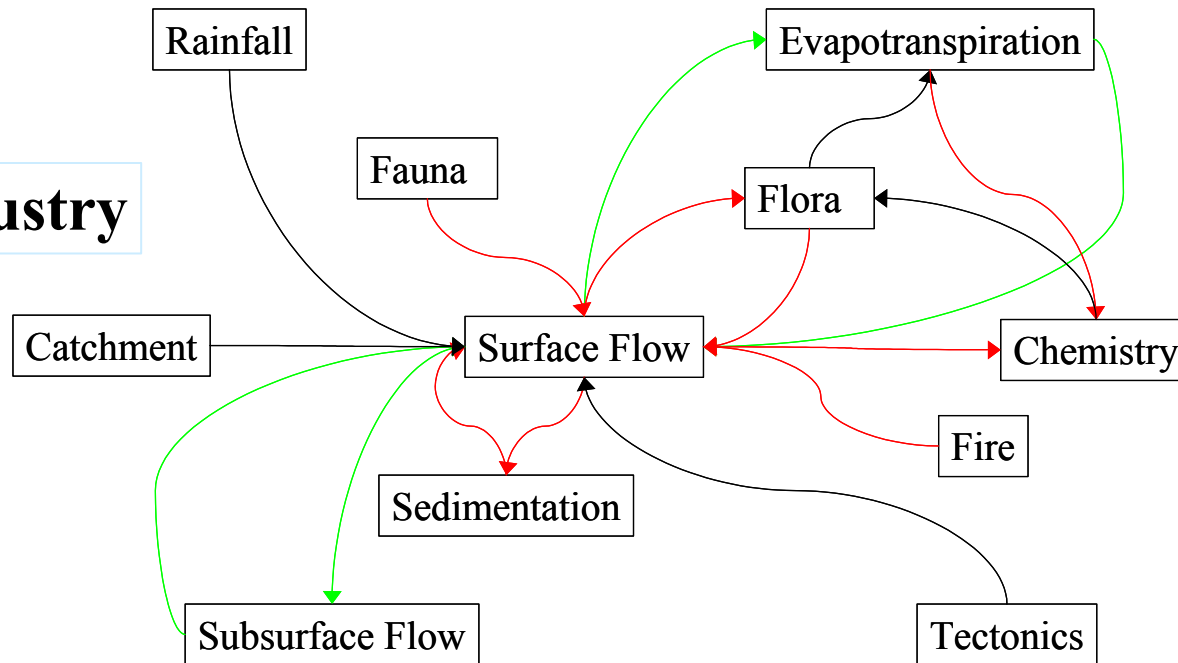 Rainfall
Evapotranspiration
Fauna
Flora
ustry
Catchment
Surface Flow
Chemistry
Fire
Sedimentation
Subsurface Flow
Tectonics